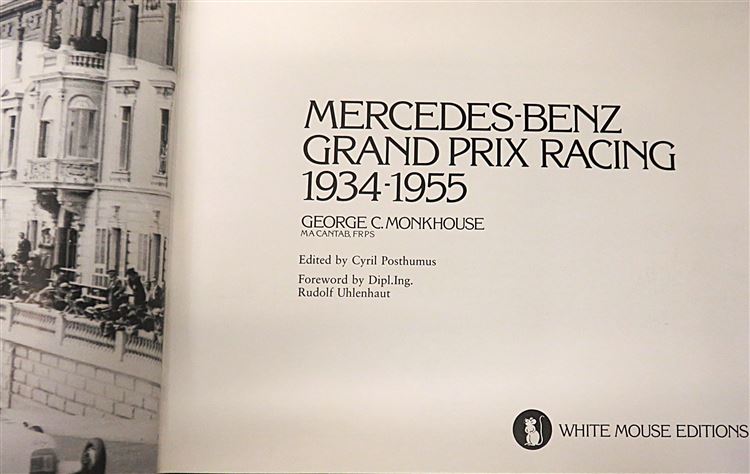 MERCEDES-BENZ
GRAND PRIX RACING
1934-1955
GEORGE C. MONKHOUSE
MA CANTAB, FRPS
Edited by Cyril Posthumus
Foreword by Dipl.Ing.
Rudolf Uhlenhaut
WHITE MOUSE EDITIONS